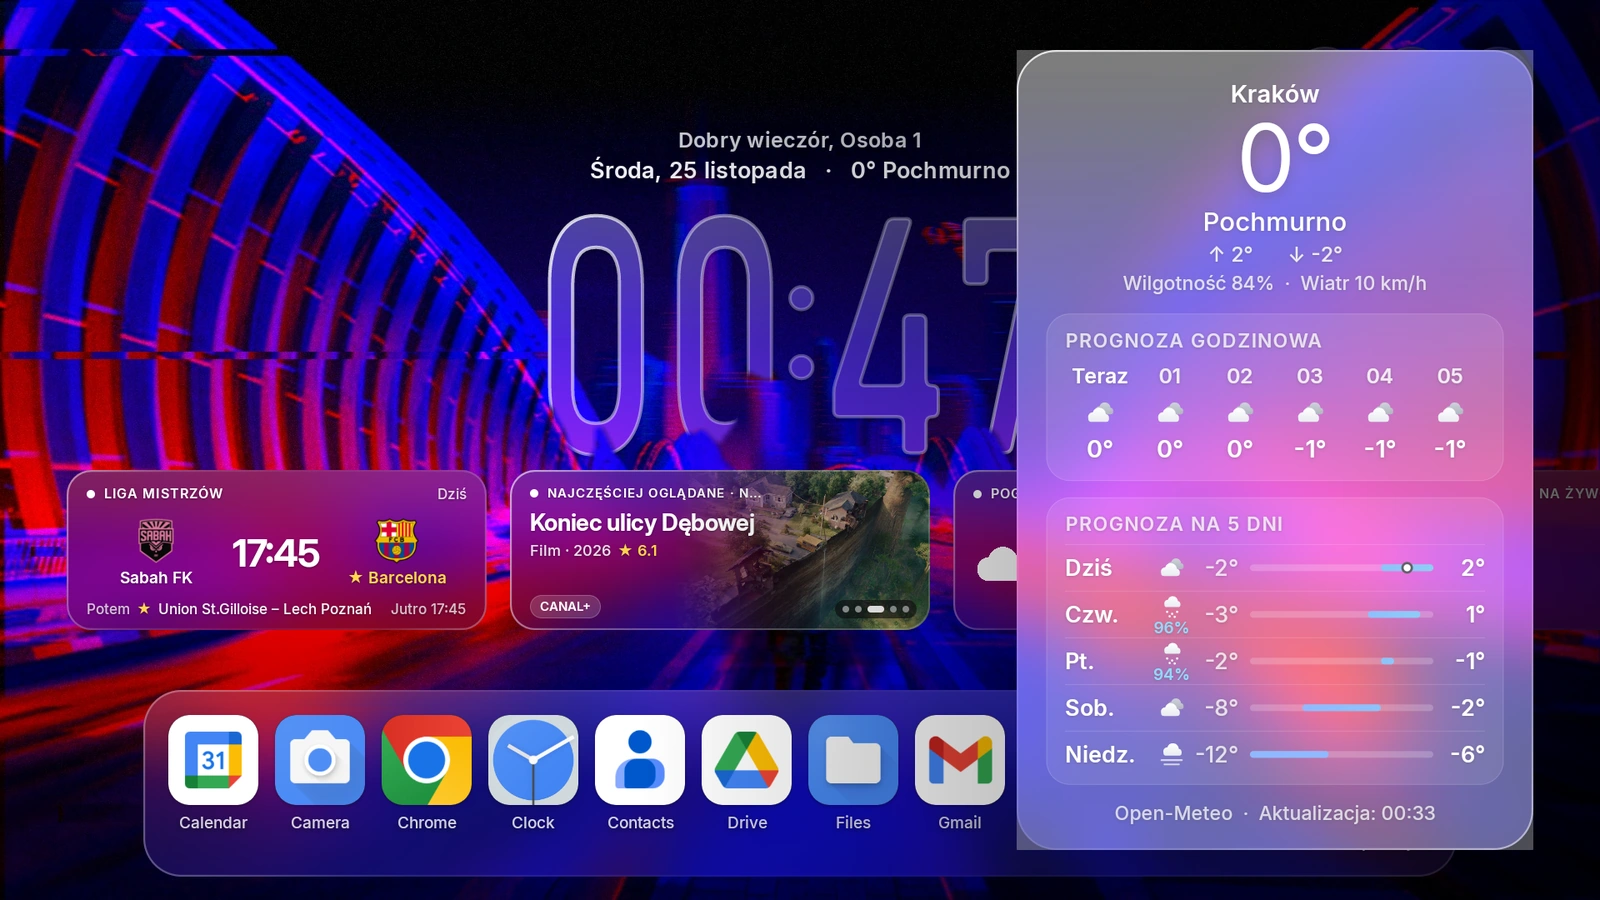 Dobry wieczór, Osoba 1
Środa, 25 listopada · 0° Pochmurno
00:47
LIGA MISTRZÓW
Dziś
SABAH
FCB
17:45
Sabah FK
★ Barcelona
Potem ★ Union St.Gilloise – Lech Poznań Jutro 17:45
NAJCZĘŚCIEJ OGLĄDANE · N...
Koniec ulicy Dębowej
Film · 2026 ★ 6.1
CANAL+
POG
NA ŻYW
31
Calendar
Camera
Chrome
Clock
Contacts
Drive
Files
Gmail
Kraków
0°
Pochmurno
↑ 2° ↓ -2°
Wilgotność 84% · Wiatr 10 km/h
PROGNOZA GODZINOWA
Teraz 01 02 03 04 05
0° 0° 0° -1° -1° -1°
PROGNOZA NA 5 DNI
Dziś -2° 2°
Czw. 96% -3° 1°
Pt. 94% -2° -1°
Sob. -8° -2°
Niedz. -12° -6°
Open-Meteo · Aktualizacja: 00:33